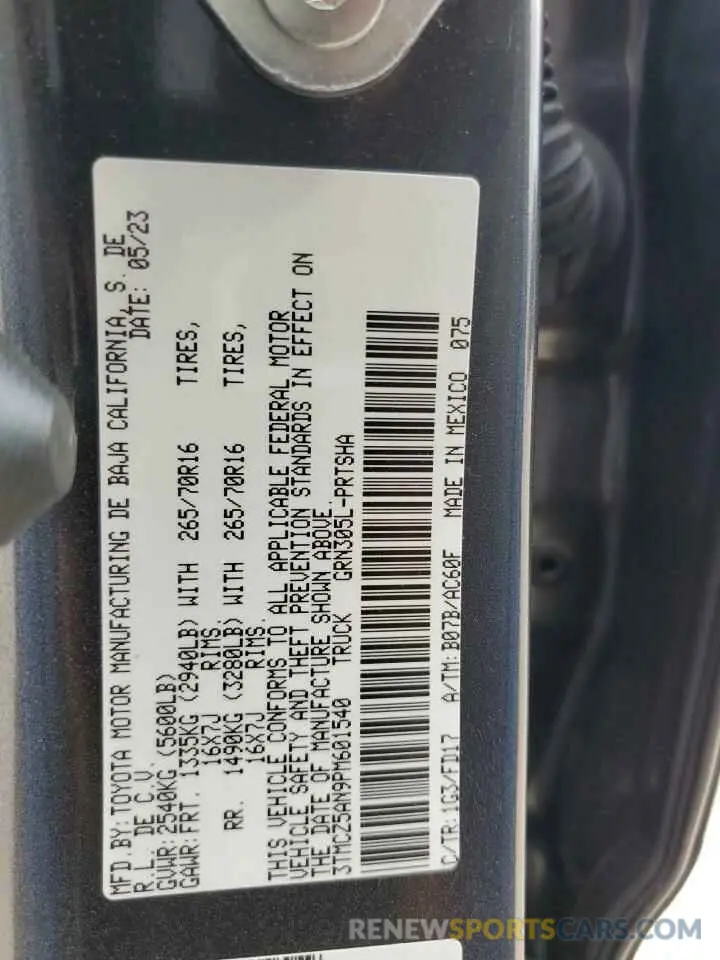 MFD.BY:TOYOTA MOTOR MANUFACTURING DE BAJA CALIFORNIA, S. DE
R.L. DE C.V. DATE: 05/23
GVWR:2540KG (5600LB)
GAWR:FRT. 1335KG (2940LB) WITH 265/70R16 TIRES,
16X7J RIMS.
RR. 1490KG (3280LB) WITH 265/70R16 TIRES,
16X7J RIMS.
THIS VEHICLE CONFORMS TO ALL APPLICABLE FEDERAL MOTOR
VEHICLE SAFETY AND THEFT PREVENTION STANDARDS IN EFFECT ON
THE DATE OF MANUFACTURE SHOWN ABOVE.
3TMCZ5AN9PM601540 TRUCK GRN305L-PRTSHA
C/TR:1G3/FD17 A/TM:B07B/AC60F MADE IN MEXICO 075
RENEWSPORTSCARS.COM